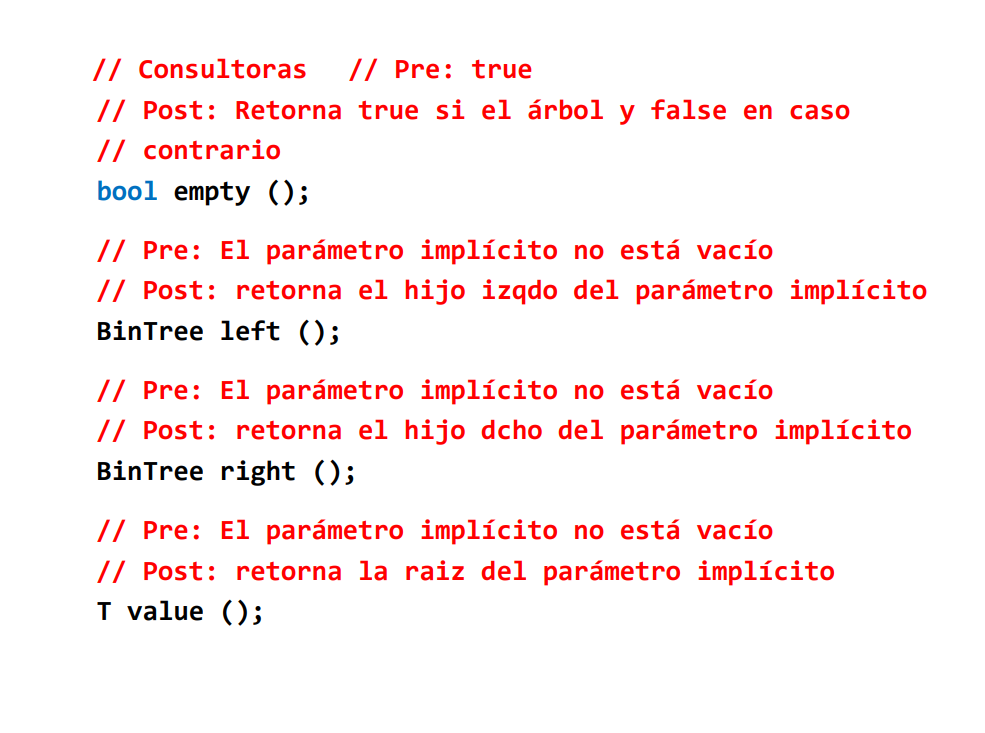 // Consultoras // Pre: true
// Post: Retorna true si el árbol y false en caso
// contrario
bool empty ();
// Pre: El parámetro implícito no está vacío
// Post: retorna el hijo izqdo del parámetro implícito
BinTree left ();
// Pre: El parámetro implícito no está vacío
// Post: retorna el hijo dcho del parámetro implícito
BinTree right ();
// Pre: El parámetro implícito no está vacío
// Post: retorna la raiz del parámetro implícito
T value ();